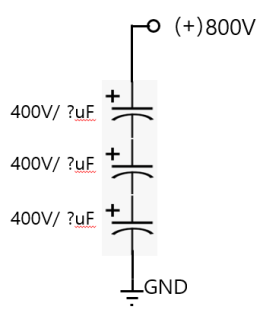 (+)800V
+
400V/ ?uF
+
400V/ ?uF
+
400V/ ?uF
GND